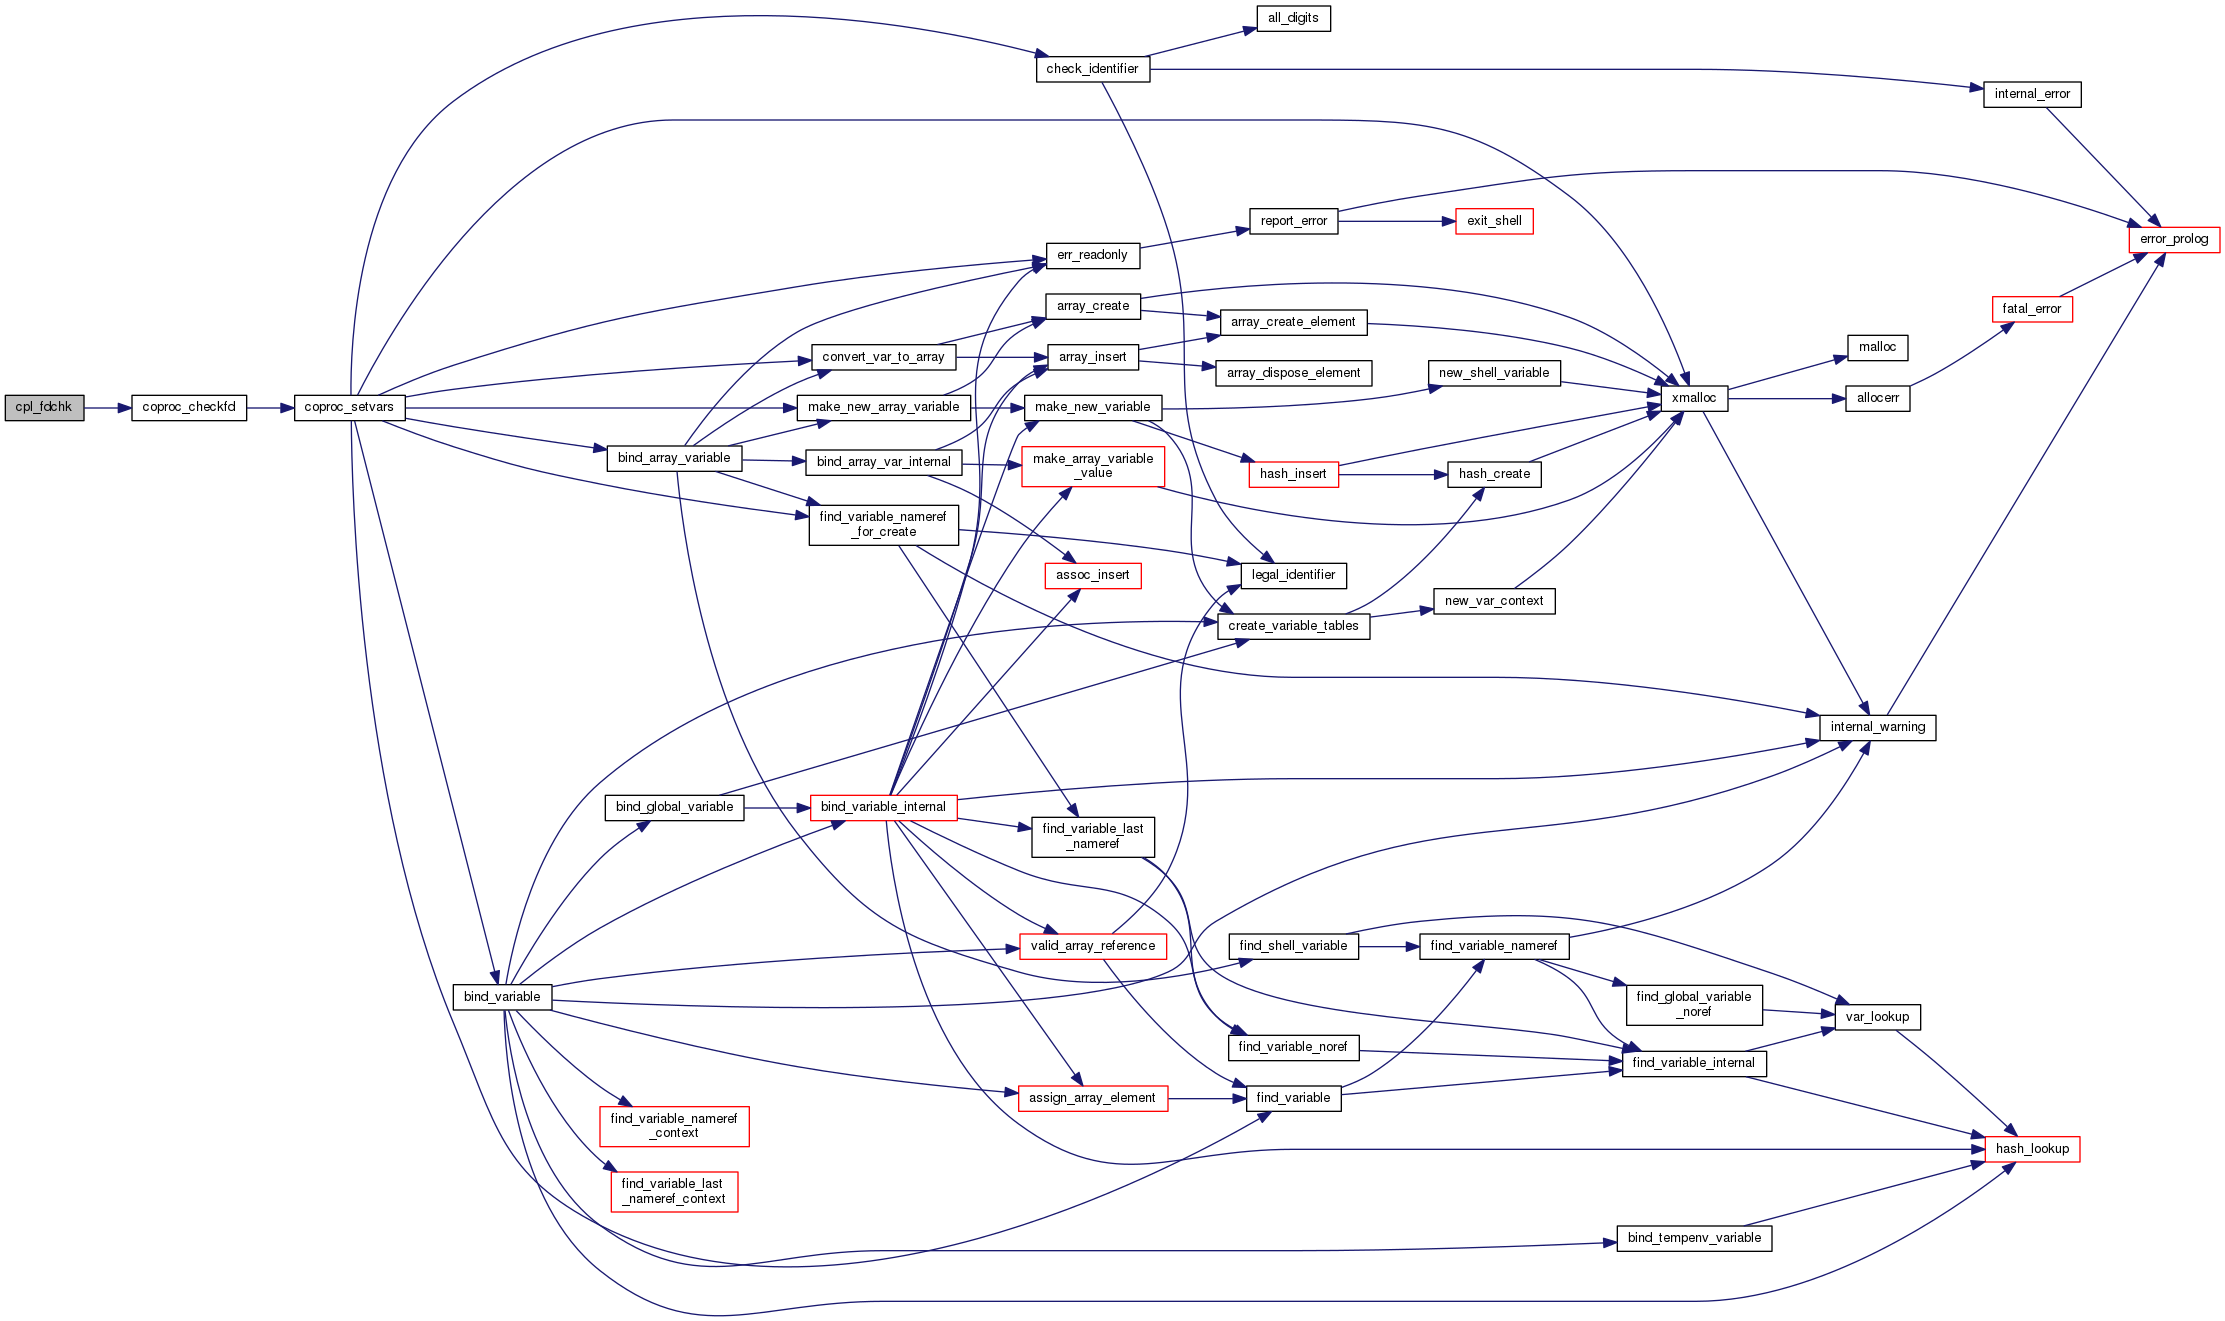 all_digits
check_identifier
internal_error
report_error
exit_shell
error_prolog
err_readonly
array_create
fatal_error
array_create_element
malloc
convert_var_to_array
array_insert
array_dispose_element
new_shell_variable
xmalloc
allocerr
cpl_fdchk
coproc_checkfd
coproc_setvars
make_new_array_variable
make_new_variable
bind_array_variable
bind_array_var_internal
make_array_variable
_value
hash_insert
hash_create
find_variable_nameref
_for_create
assoc_insert
legal_identifier
new_var_context
create_variable_tables
internal_warning
bind_global_variable
bind_variable_internal
find_variable_last
_nameref
valid_array_reference
find_shell_variable
find_variable_nameref
bind_variable
find_global_variable
_noref
var_lookup
find_variable_noref
find_variable_internal
assign_array_element
find_variable
find_variable_nameref
_context
hash_lookup
find_variable_last
_nameref_context
bind_tempenv_variable